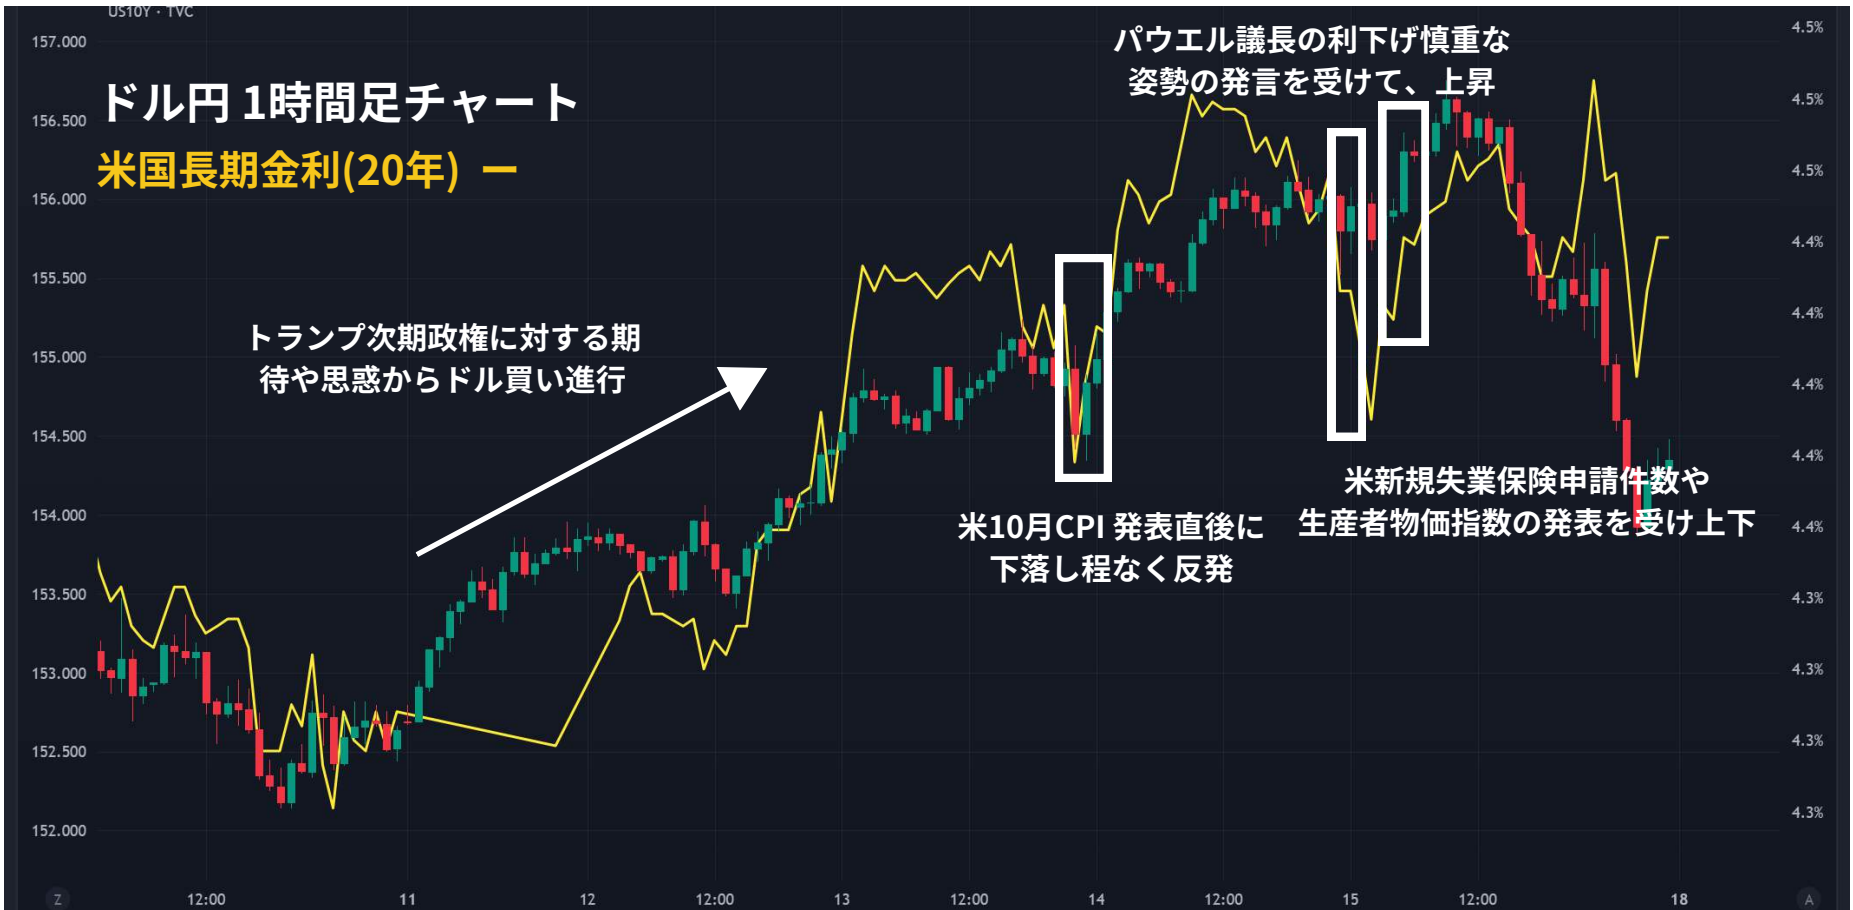 US10Y · TVC
ドル円 1時間足チャート
米国長期金利(20年) ー
パウエル議長の利下げ慎重な
姿勢の発言を受けて、上昇
トランプ次期政権に対する期
待や思惑からドル買い進行
米10月CPI 発表直後に
下落し程なく反発
米新規失業保険申請件数や
生産者物価指数の発表を受け上下
157.000
156.500
156.000
155.500
155.000
154.500
154.000
153.500
153.000
152.500
152.000
4.5%
4.5%
4.5%
4.4%
4.4%
4.4%
4.4%
4.4%
4.3%
4.3%
4.3%
4.3%
Z
12:00
11
12
12:00
13
12:00
14
12:00
15
12:00
18
A